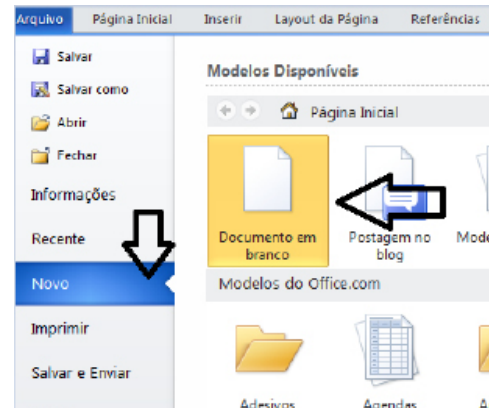 Arquivo Página Inicial Inserir Layout da Página Referências
Salvar
Salvar como
Abrir
Fechar
Informações
Recente
Novo
Imprimir
Salvar e Enviar
Modelos Disponíveis
Página Inicial
Documento em branco
Postagem no blog
Mode
Modelos do Office.com
Adesivos
Agendas
A